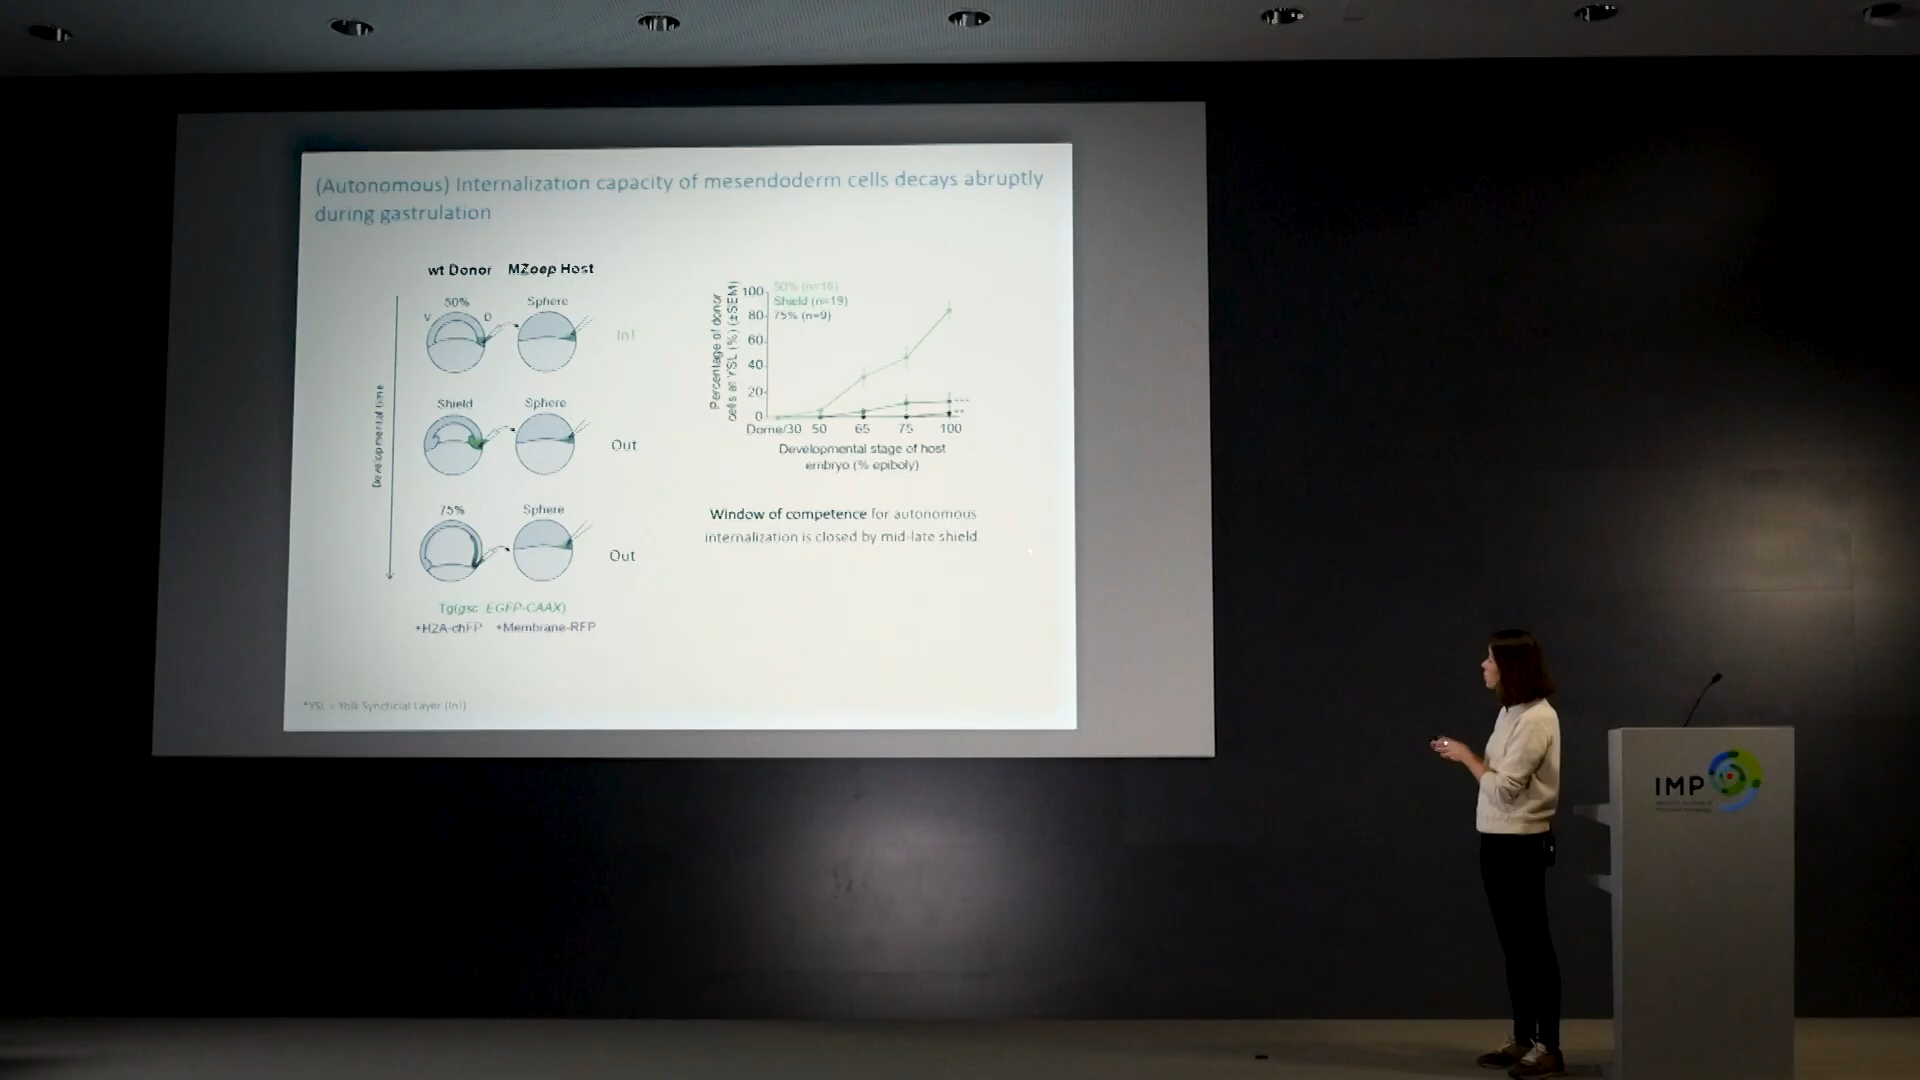 (Autonomous) Internalization capacity of mesendoderm cells decays abruptly
during gastrulation
wt Donor MZoep Host
50% Sphere
V D
In!
Shield Sphere
Out
75% Sphere
Out
Developmental time
Tg(gsc EGFP-CAAX)
+H2A-chFP +Membrane-RFP
*YSL = Yolk Syncticial Layer (In!)
Percentage of donor
cells at YSL (%) (±SEM)
100
80
60
40
20
0
50% (n=16)
Shield (n=19)
75% (n=9)
***
**
Dome/30 50 65 75 100
Developmental stage of host
embryo (% epiboly)
Window of competence for autonomous
internalization is closed by mid-late shield
IMP